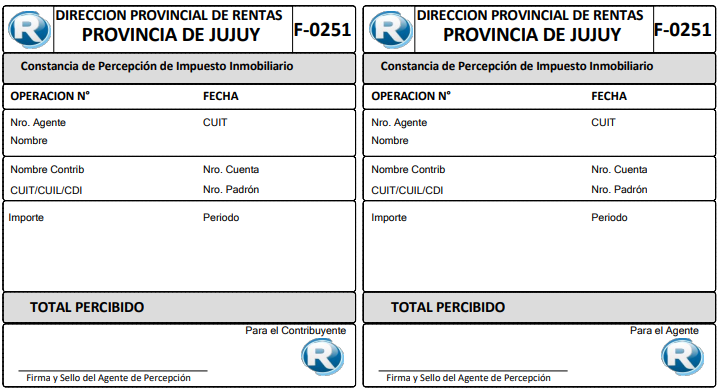 R
DIRECCION PROVINCIAL DE RENTAS
PROVINCIA DE JUJUY
F-0251
Constancia de Percepción de Impuesto Inmobiliario
OPERACION N° FECHA
Nro. Agente CUIT
Nombre
Nombre Contrib Nro. Cuenta
CUIT/CUIL/CDI Nro. Padrón
Importe Periodo
TOTAL PERCIBIDO
Para el Contribuyente
R
Firma y Sello del Agente de Percepción
R
DIRECCION PROVINCIAL DE RENTAS
PROVINCIA DE JUJUY
F-0251
Constancia de Percepción de Impuesto Inmobiliario
OPERACION N° FECHA
Nro. Agente CUIT
Nombre
Nombre Contrib Nro. Cuenta
CUIT/CUIL/CDI Nro. Padrón
Importe Periodo
TOTAL PERCIBIDO
Para el Agente
R
Firma y Sello del Agente de Percepción